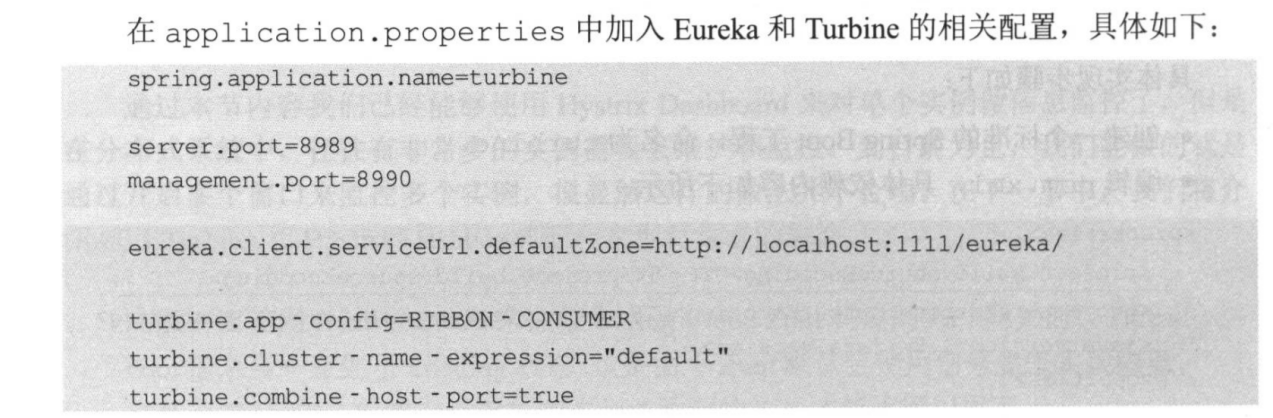 在 application.properties 中加入 Eureka 和 Turbine 的相关配置，具体如下：
spring.application.name=turbine
server.port=8989
management.port=8990
eureka.client.serviceUrl.defaultZone=http://localhost:1111/eureka/
turbine.app-config=RIBBON-CONSUMER
turbine.cluster-name-expression="default"
turbine.combine-host-port=true